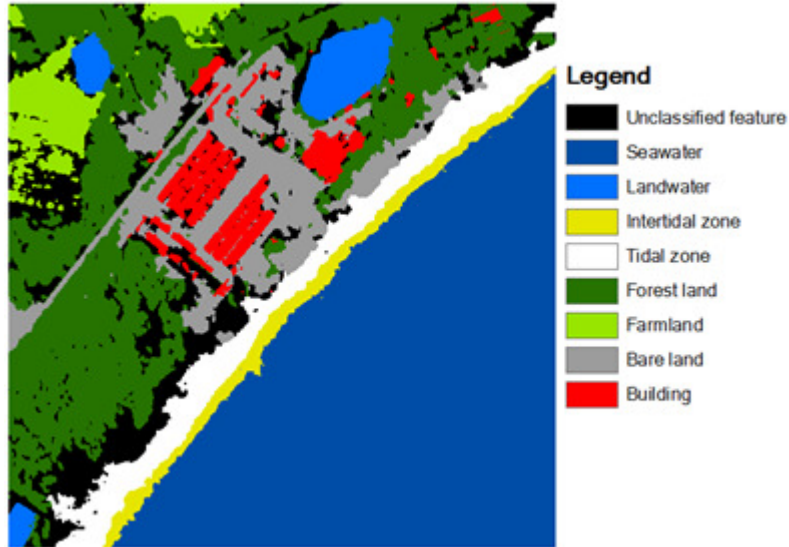 Legend
Unclassified feature
Seawater
Landwater
Intertidal zone
Tidal zone
Forest land
Farmland
Bare land
Building